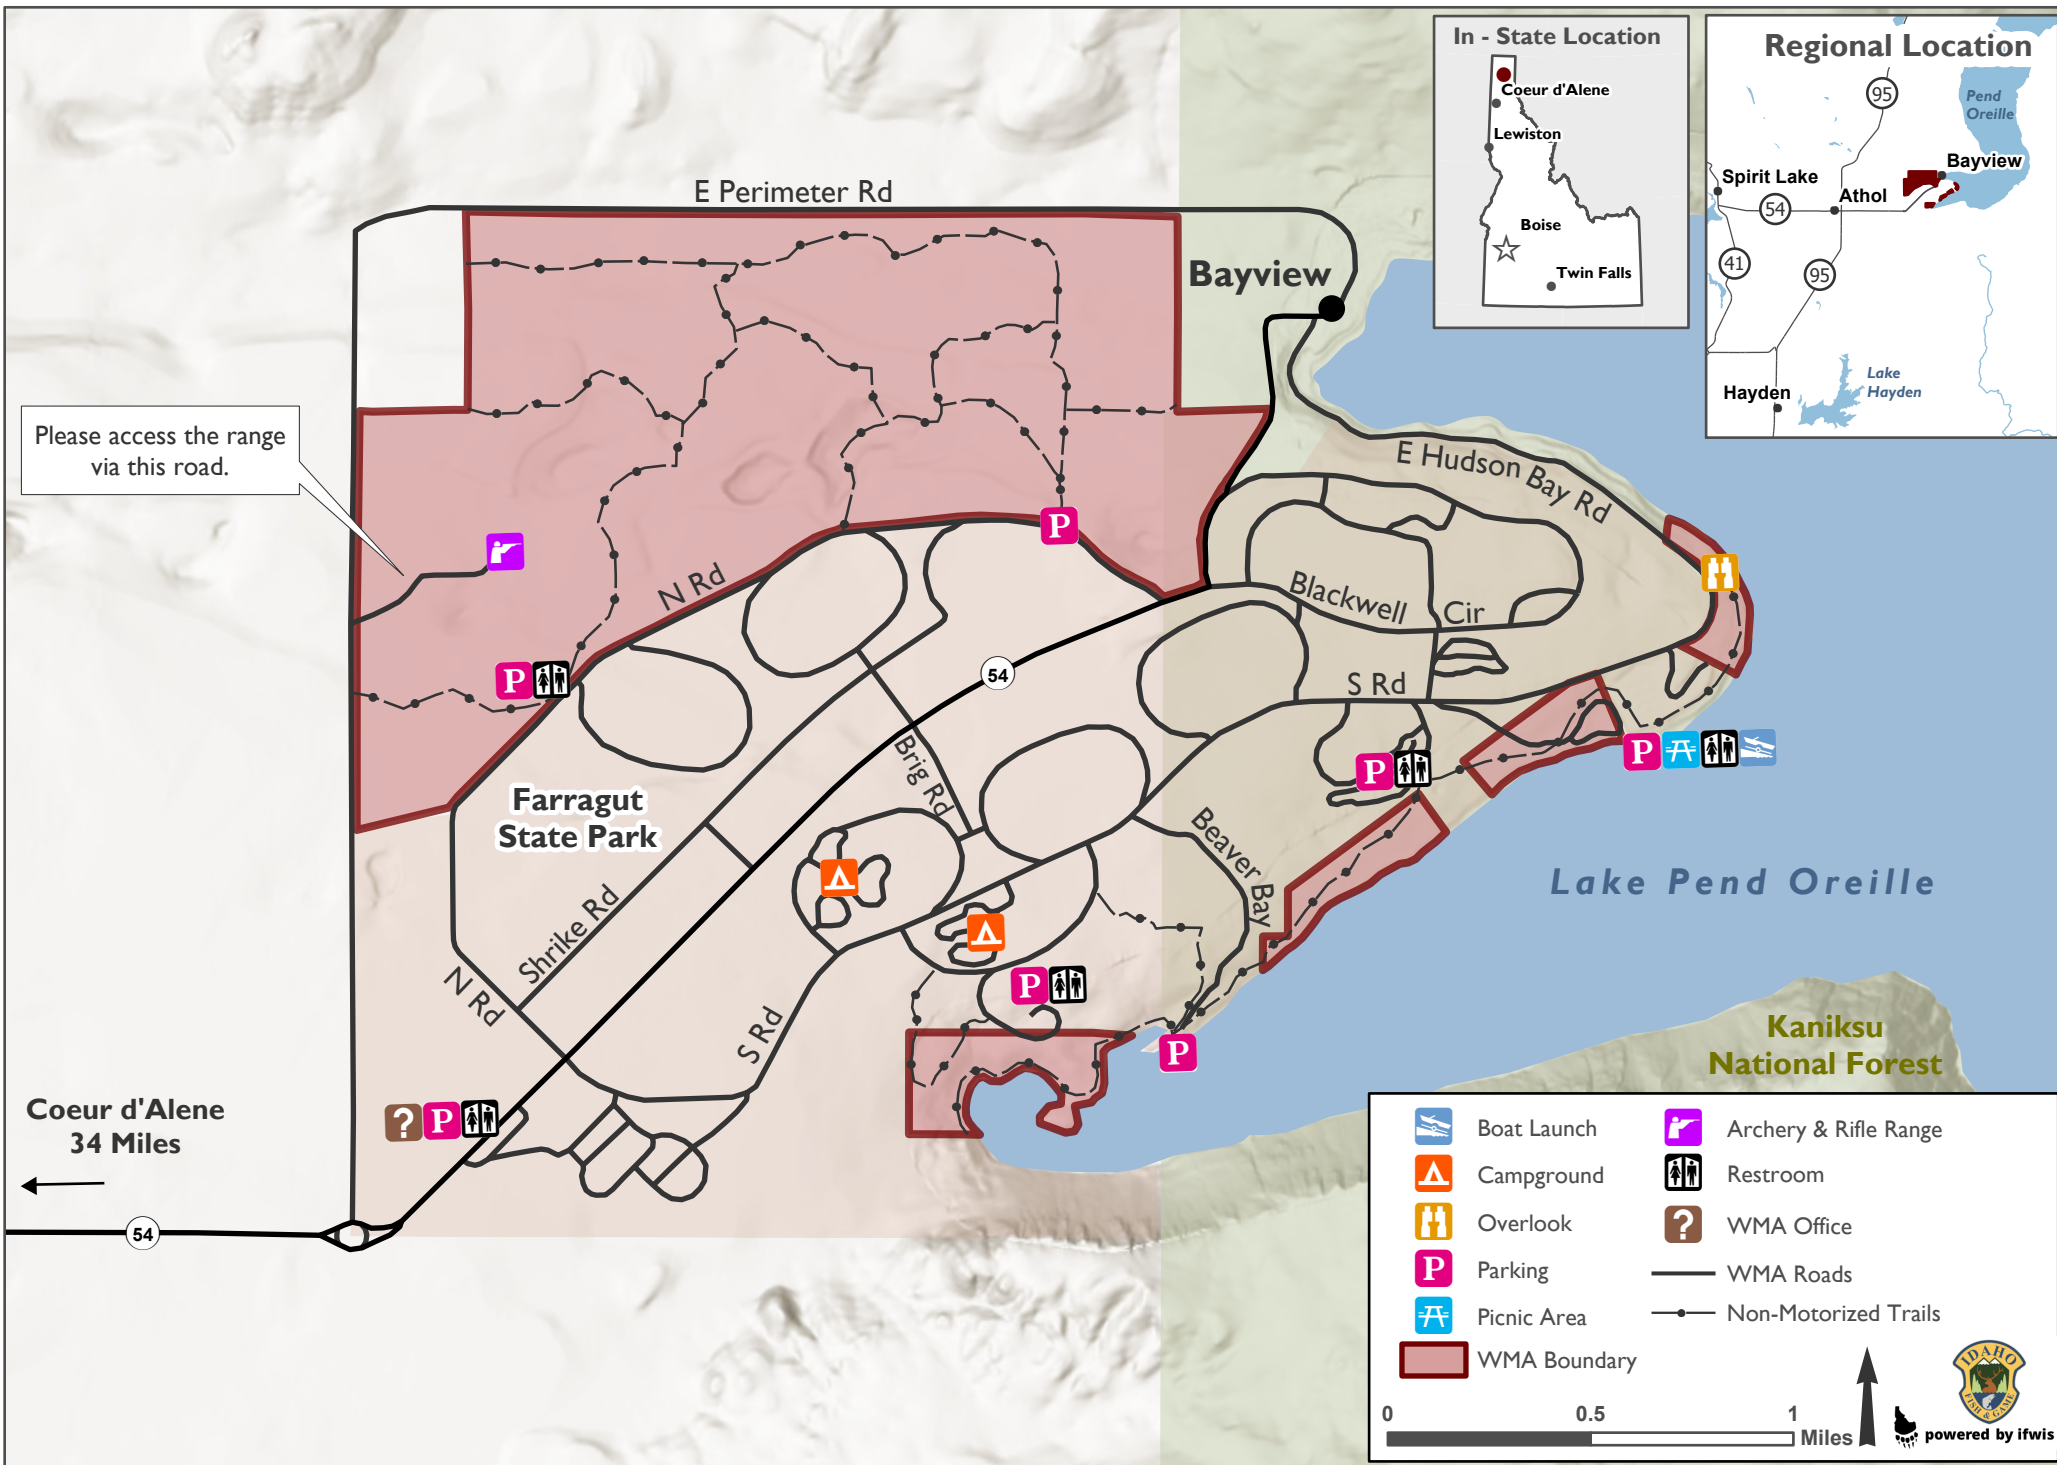 E Perimeter Rd
Bayview
Please access the range
via this road.
N Rd
E Hudson Bay Rd
Blackwell Cir
S Rd
54
Brig Rd
Farragut
State Park
Beaver Bay
Shrike Rd
N Rd
S Rd
Lake Pend Oreille
Kaniksu
National Forest
Coeur d'Alene
34 Miles
54
P
P
P
P
P
P
P
?
In - State Location
Coeur d'Alene
Lewiston
Boise
Twin Falls
Regional Location
95
Pend
Oreille
Bayview
Spirit Lake
Athol
54
41
95
Lake
Hayden
Hayden
Boat Launch
Campground
Overlook
P Parking
Picnic Area
WMA Boundary
Archery & Rifle Range
Restroom
? WMA Office
WMA Roads
Non-Motorized Trails
0 0.5 1
Miles
IDAHO
FISH & GAME
powered by ifwis